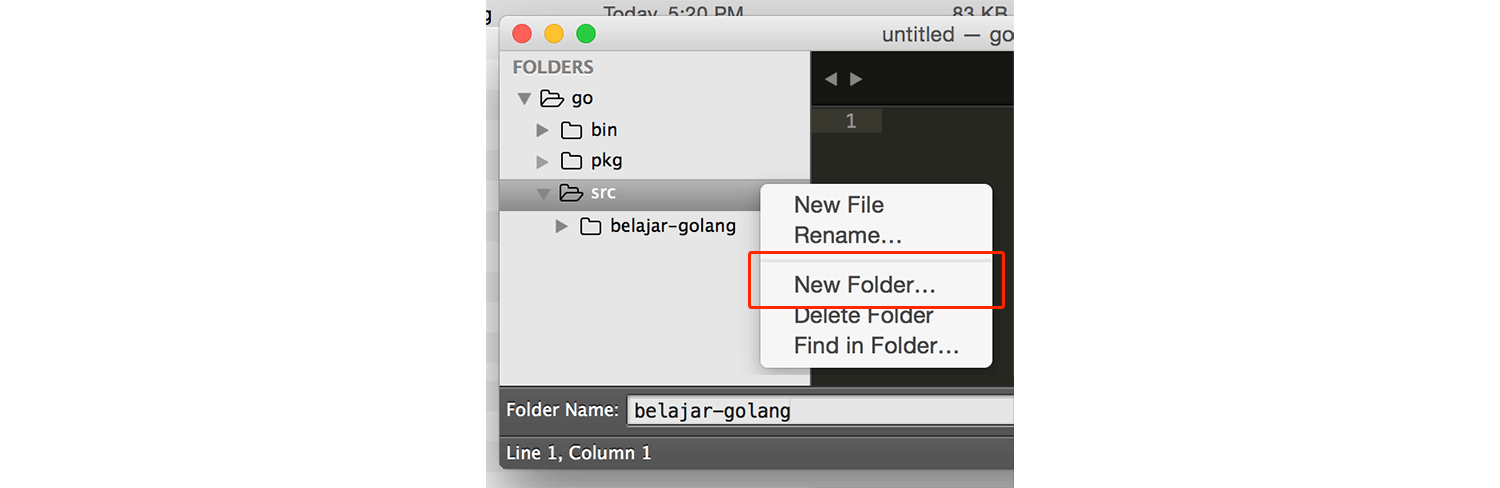 Today, 5:20 PM
83 KB
untitled — go
FOLDERS
go
bin
pkg
src
belajar-golang
1
New File
Rename...
New Folder...
Delete Folder
Find in Folder...
Folder Name: belajar-golang
Line 1, Column 1